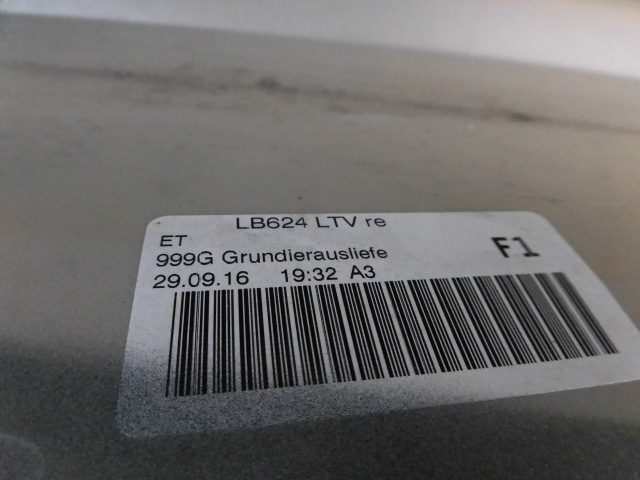 LB624 LTV re
ET
999G Grundierausliefe F1
29.09.16 19:32 A3